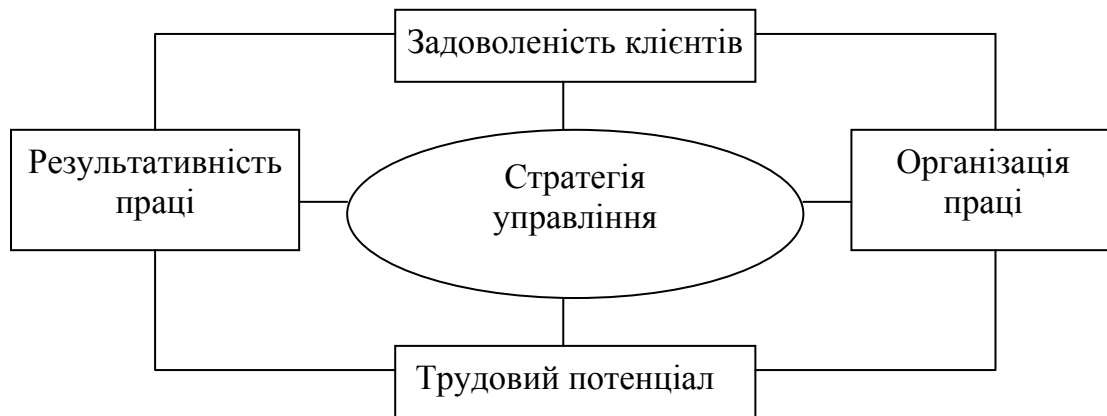 Задоволеність клієнтів
Результативність
праці
Стратегія
управління
Організація
праці
Трудовий потенціал